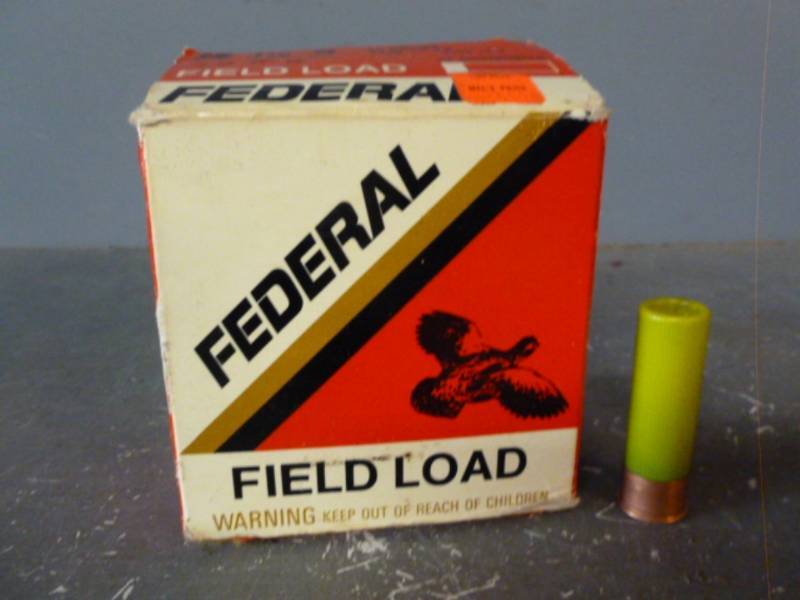 FIELD LOAD
FEDERAL
FEDERAL
FIELD LOAD
WARNING KEEP OUT OF REACH OF CHILDREN